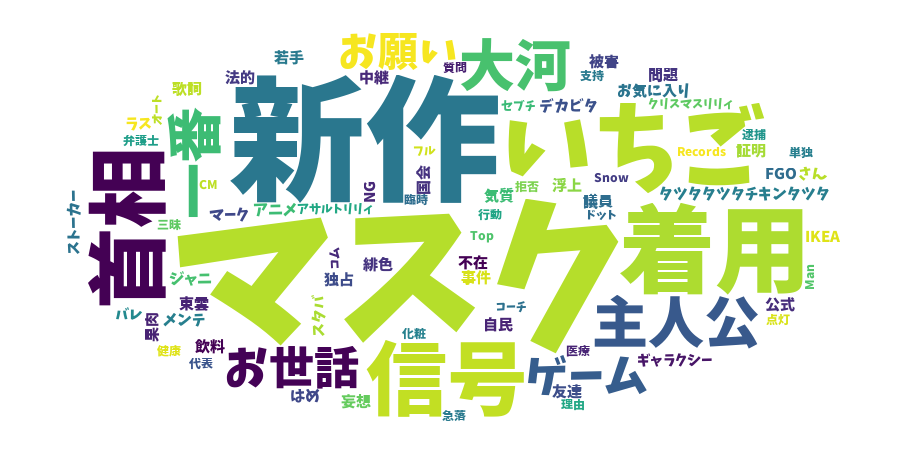 お願い
大河
被害
若手
質問
中継
支持
問題
法的
歌詞
お気に入り
新作
セブチ
デカビタ
クリスマスリリィ
カート
ラス
一番
いちご
逮捕
弁護士
フル
Records
証明
単独
首相
CM
NG
国会
拒否
浮上
Snow
FGO
さん
気質
臨時
議員
タツタタツタチキンタツタ
ストーカー
マーク
アニメ
アサルトリリィ
行動
ドット
三昧
マスク
着用
Top
IKEA
コム
緋色
不在
ジャニ
独占
事件
Man
東雲
スタバ
コーチ
主人公
公式
バレ
果肉
メンテ
自民
点灯
化粧
飲料
健康
代表
お世話
信号
医療
ギャラクシー
ゲーム
友達
はめ
妄想
急落
理由